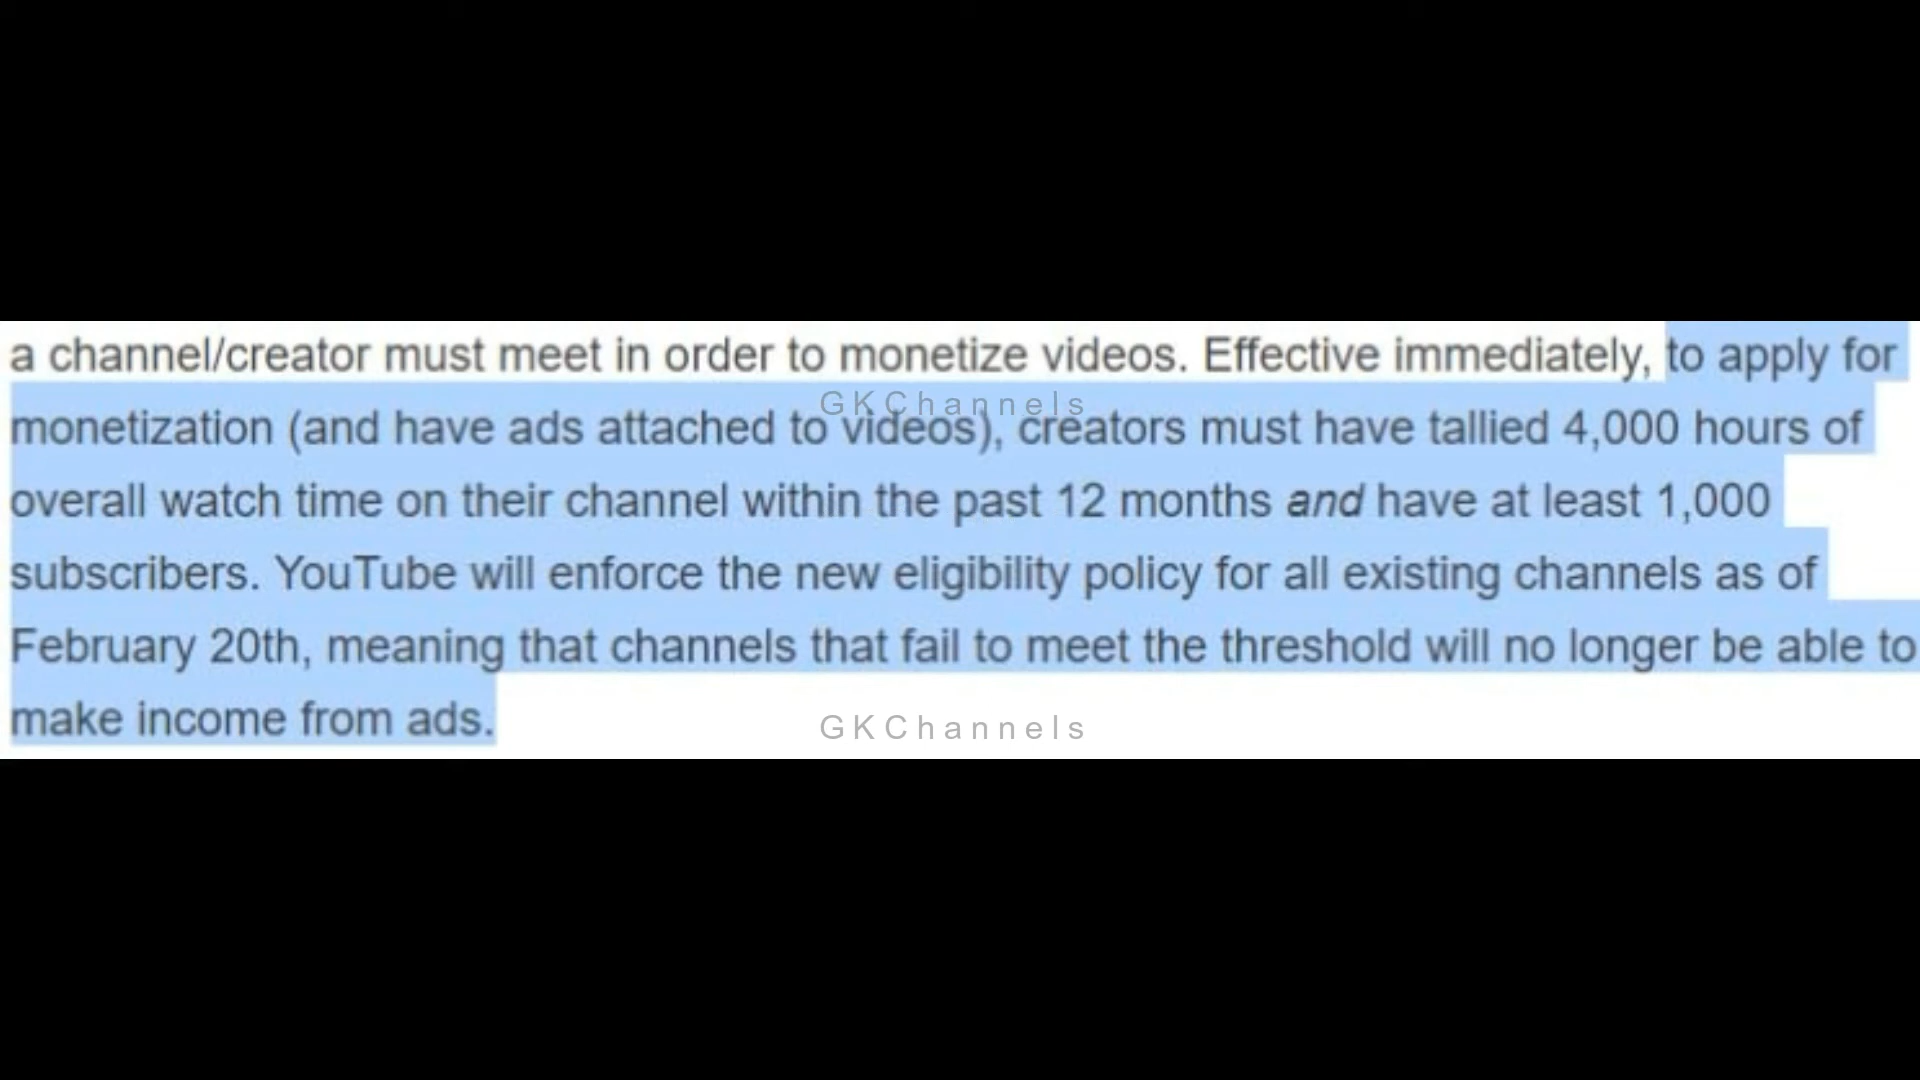 a channel/creator must meet in order to monetize videos. Effective immediately, to apply for
GKChannels
monetization (and have ads attached to videos), creators must have tallied 4,000 hours of
overall watch time on their channel within the past 12 months and have at least 1,000
subscribers. YouTube will enforce the new eligibility policy for all existing channels as of
February 20th, meaning that channels that fail to meet the threshold will no longer be able to
make income from ads.
GKChannels